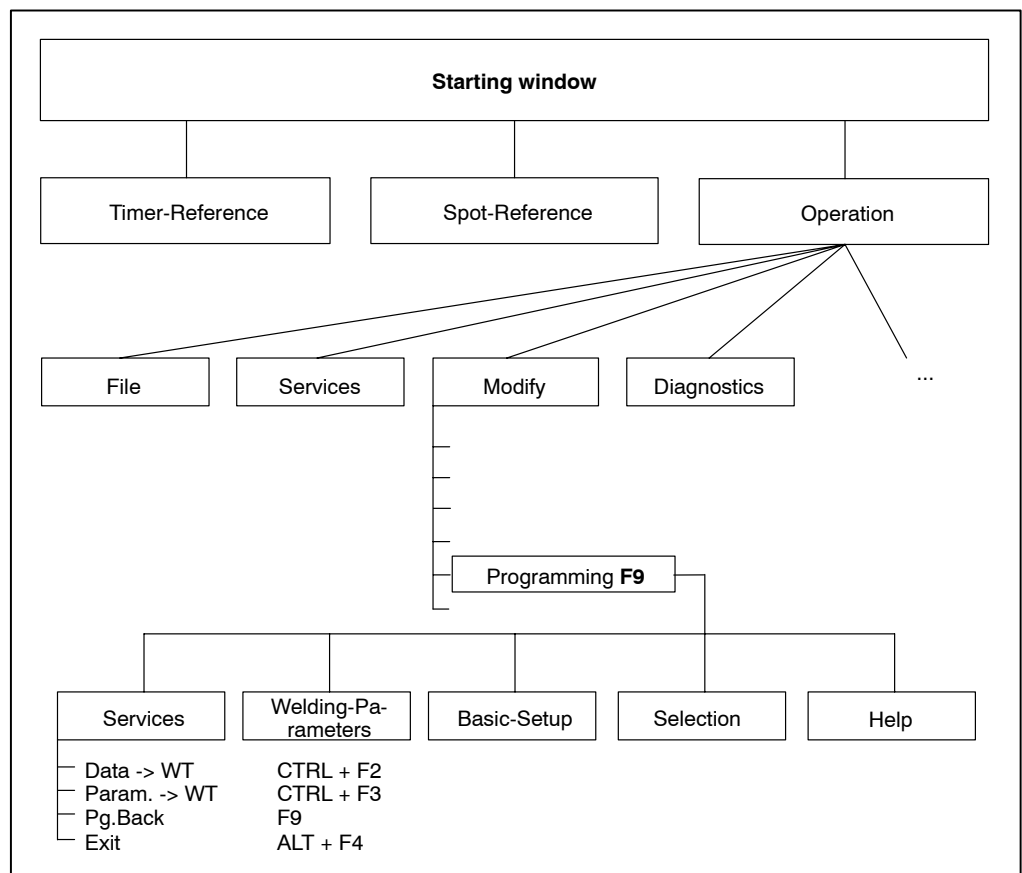 Starting window
Timer-Reference
Spot-Reference
Operation
File
Services
Modify
Diagnostics
...
Programming F9
Services
Welding-Pa-
rameters
Basic-Setup
Selection
Help
Data -> WT CTRL + F2
Param. -> WT CTRL + F3
Pg.Back F9
Exit ALT + F4